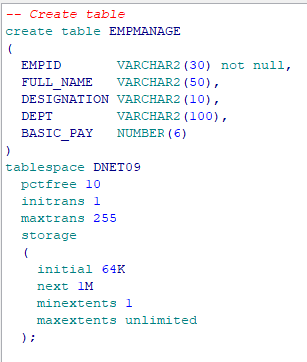 -- Create table
create table EMPMANAGE
(
  EMPID       VARCHAR2(30) not null,
  FULL_NAME   VARCHAR2(50),
  DESIGNATION VARCHAR2(10),
  DEPT        VARCHAR2(100),
  BASIC_PAY   NUMBER(6)
)
tablespace DNET09
  pctfree 10
  initrans 1
  maxtrans 255
  storage
  (
    initial 64K
    next 1M
    minextents 1
    maxextents unlimited
  );